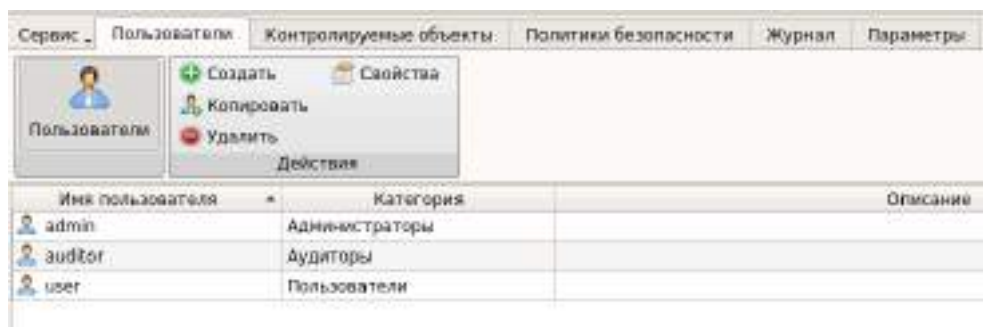 Сервис Пользователи Контролируемые объекты Политики безопасности Журнал Параметры
Пользователи
Создать Свойства
Копировать
Удалить
Действия
Имя пользователя Категория Описание
admin Администраторы
auditor Аудиторы
user Пользователи